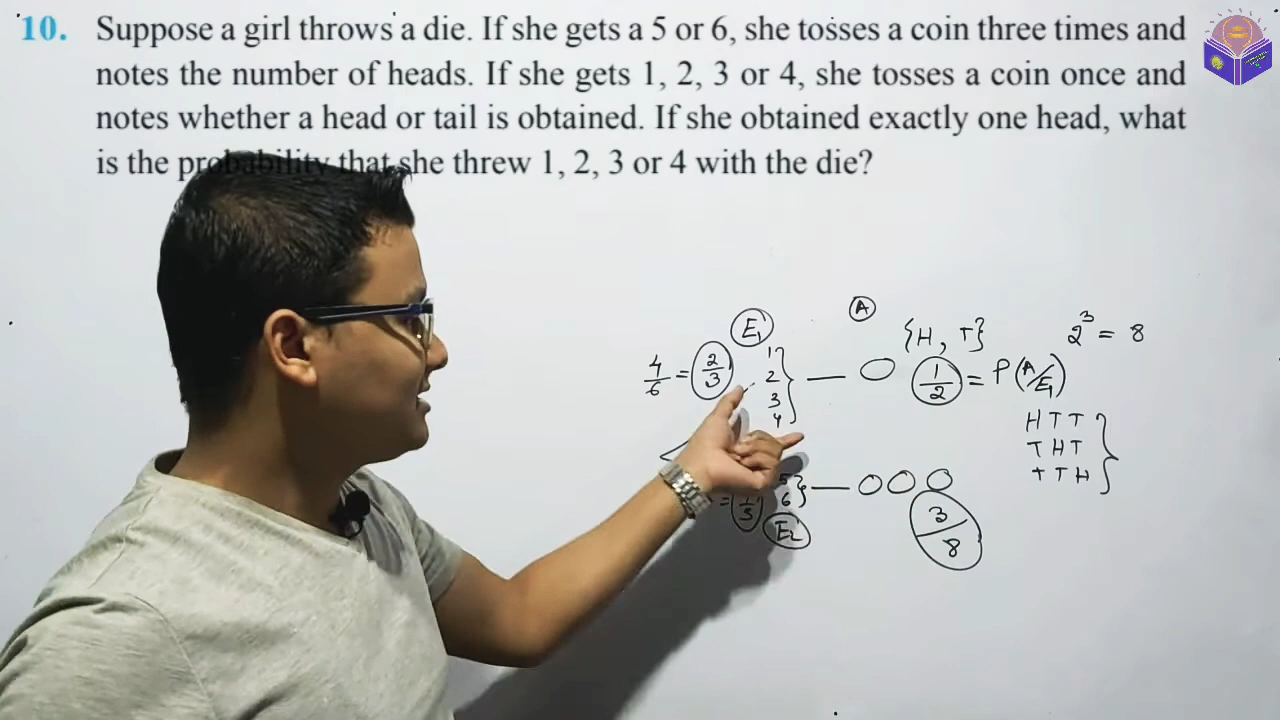 10. Suppose a girl throws a die. If she gets a 5 or 6, she tosses a coin three times and
notes the number of heads. If she gets 1, 2, 3 or 4, she tosses a coin once and
notes whether a head or tail is obtained. If she obtained exactly one head, what
is the probability that she threw 1, 2, 3 or 4 with the die?
A
E₁
{H, T}
2³ = 8
4/6 = 2/3
1
2
3
4
1/2 = P(A/E₁)
HTT
THT
TTH
= 1/3
5
6
E₂
3/8